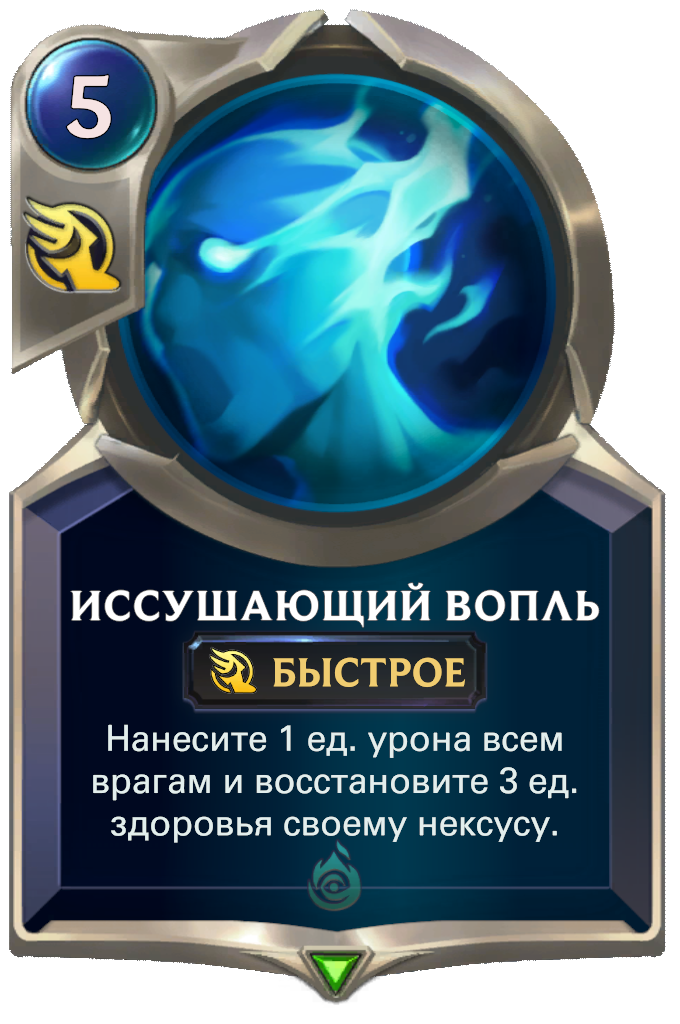 5
ИССУШАЮЩИЙ ВОПЛЬ
БЫСТРОЕ
Нанесите 1 ед. урона всем
врагам и восстановите 3 ед.
здоровья своему нексусу.